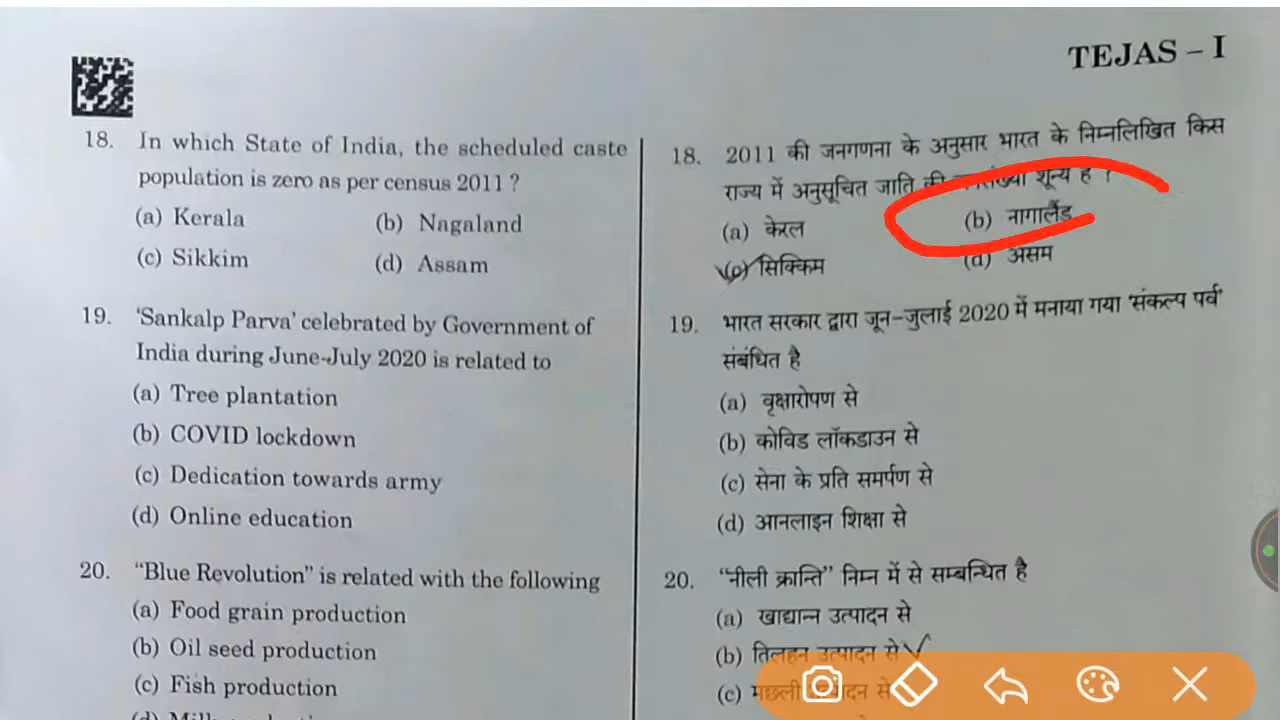 TEJAS – I
18. In which State of India, the scheduled caste
population is zero as per census 2011 ?
(a) Kerala (b) Nagaland
(c) Sikkim (d) Assam
19. 'Sankalp Parva' celebrated by Government of
India during June-July 2020 is related to
(a) Tree plantation
(b) COVID lockdown
(c) Dedication towards army
(d) Online education
20. "Blue Revolution" is related with the following
(a) Food grain production
(b) Oil seed production
(c) Fish production
18. 2011 की जनगणना के अनुसार भारत के निम्नलिखित किस
राज्य में अनुसूचित जाति की शून्य है ?
(a) केरल (b) नागालैंड
(c) सिक्किम (d) असम
19. भारत सरकार द्वारा जून-जुलाई 2020 में मनाया गया 'संकल्प पर्व'
संबंधित है
(a) वृक्षारोपण से
(b) कोविड लॉकडाउन से
(c) सेना के प्रति समर्पण से
(d) आनलाइन शिक्षा से
20. "नीली क्रान्ति" निम्न में से सम्बन्धित है
(a) खाद्यान्न उत्पादन से
(b) तिलहन उत्पादन से
(c) मछली से